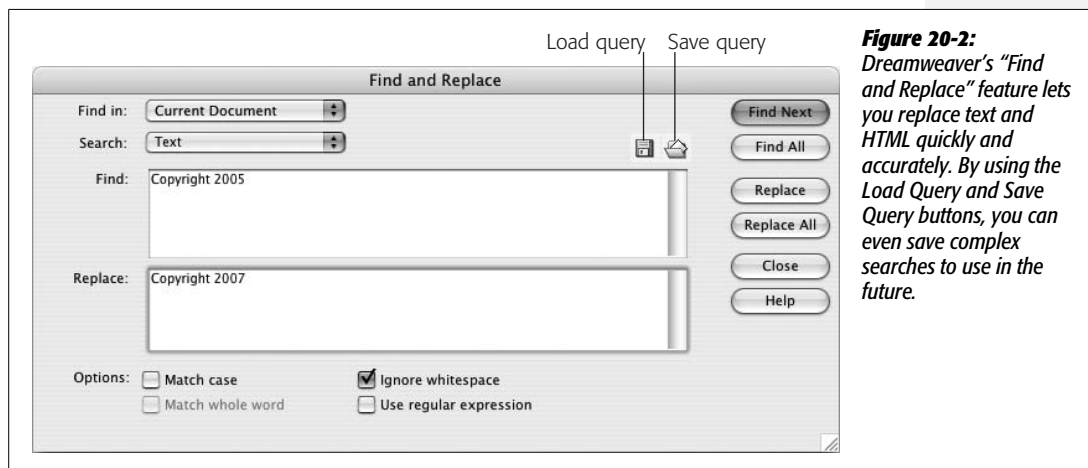 Load query Save query
Find and Replace
Find in: Current Document
Search: Text
Find: Copyright 2005
Replace: Copyright 2007
Options: Match case Ignore whitespace
Match whole word Use regular expression
Find Next
Find All
Replace
Replace All
Close
Help
Figure 20-2:
Dreamweaver’s “Find
and Replace” feature lets
you replace text and
HTML quickly and
accurately. By using the
Load Query and Save
Query buttons, you can
even save complex
searches to use in the
future.